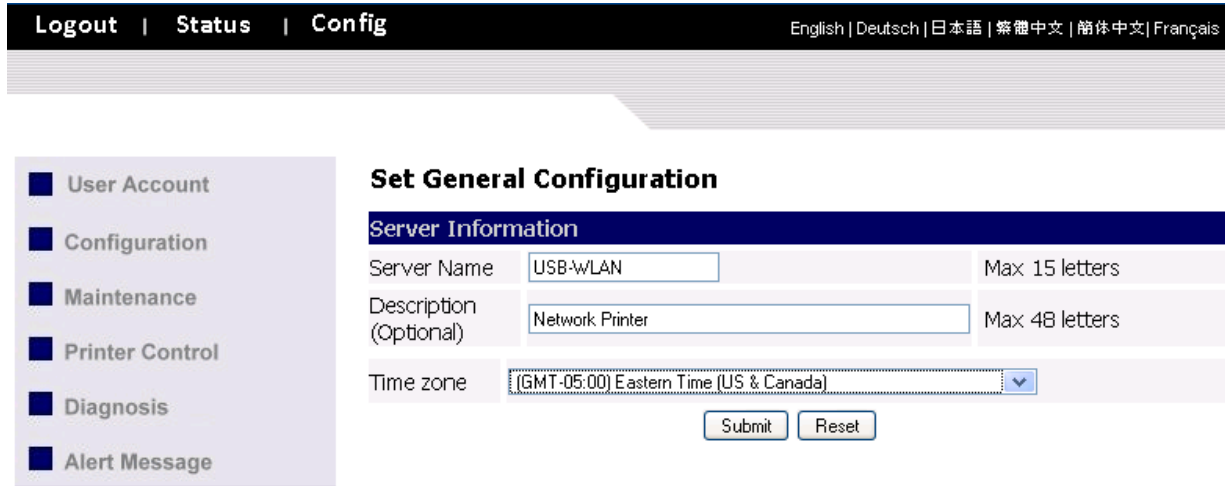 Logout | Status | Config
English | Deutsch | 日本語 | 繁體中文 | 简体中文| Français
User Account
Configuration
Maintenance
Printer Control
Diagnosis
Alert Message
Set General Configuration
Server Information
Server Name USB-WLAN Max 15 letters
Description (Optional) Network Printer Max 48 letters
Time zone (GMT-05:00) Eastern Time (US & Canada)
Submit Reset